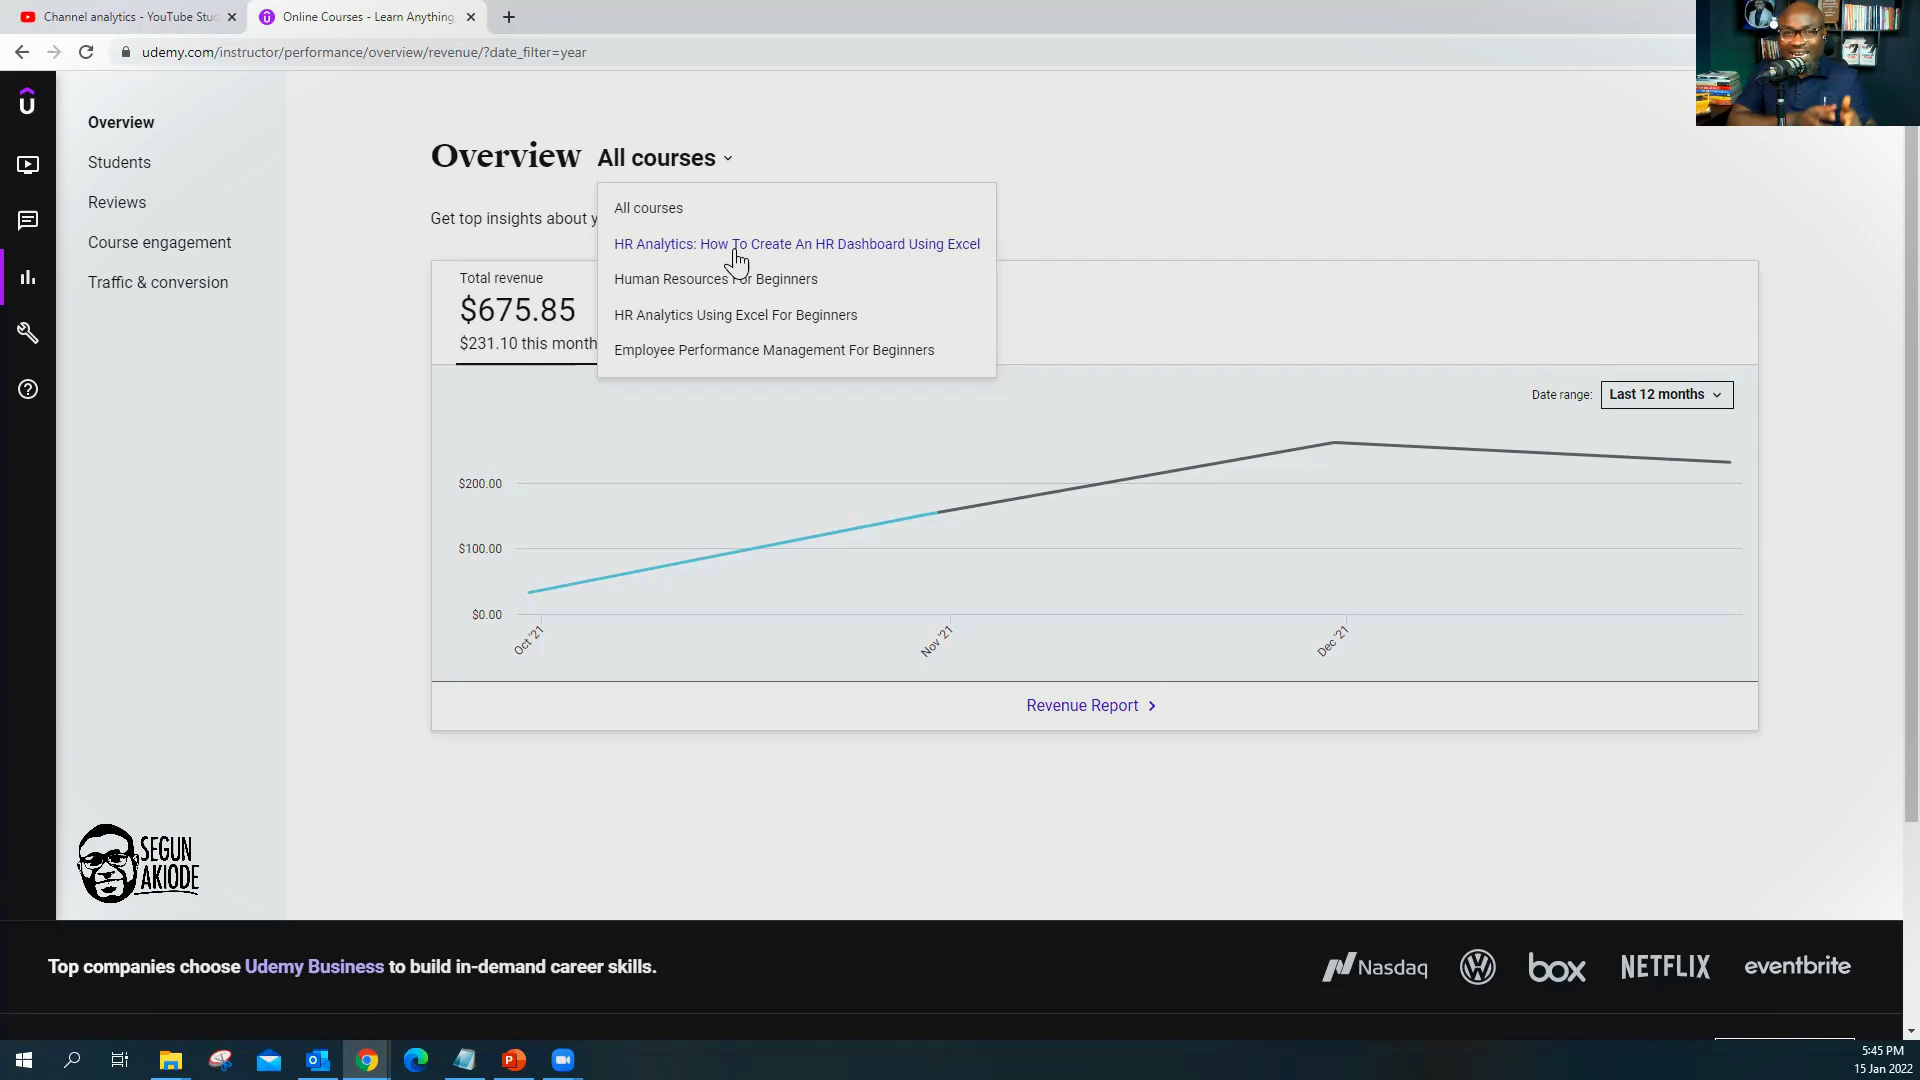 Channel analytics - YouTube Stu
Online Courses - Learn Anything
udemy.com/instructor/performance/overview/revenue/?date_filter=year
Overview
Students
Reviews
Course engagement
Traffic & conversion
Overview All courses
Get top insights about y
All courses
HR Analytics: How To Create An HR Dashboard Using Excel
Human Resources For Beginners
HR Analytics Using Excel For Beginners
Employee Performance Management For Beginners
Total revenue
$675.85
$231.10 this month
Date range: Last 12 months
$200.00
$100.00
$0.00
Oct '21
Nov '21
Dec '21
Revenue Report
SEGUN
AKIODE
Top companies choose Udemy Business to build in-demand career skills.
Nasdaq
box
NETFLIX
eventbrite
5:45 PM
15 Jan 2022